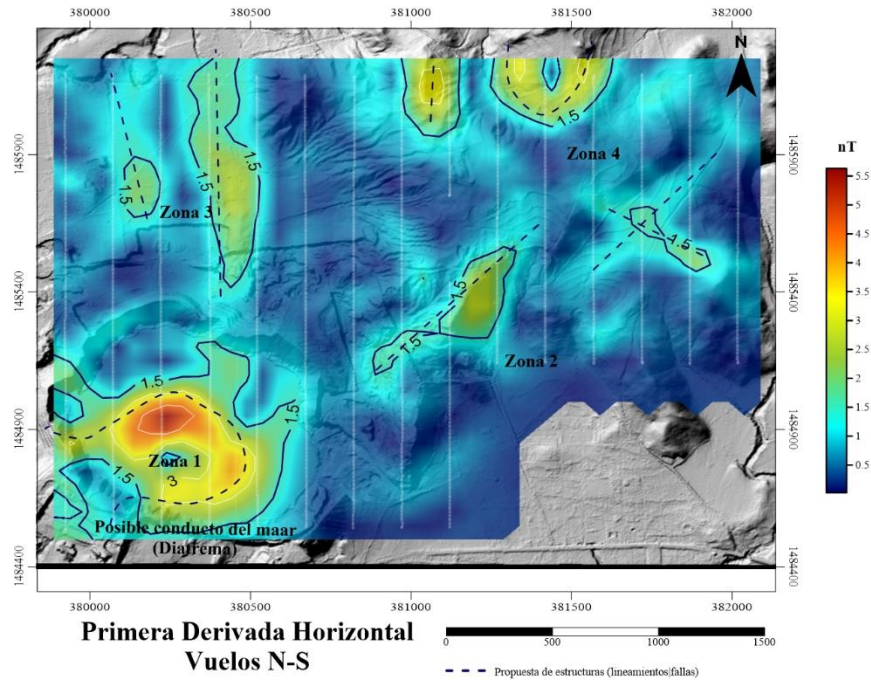 380000 380500 381000 381500 382000
N
nT
5.5
5
4.5
4
3.5
3
2.5
2
1.5
1
0.5
1485900 1485900
1485400 1485400
1484900 1484900
1484400 1484400
1.5
1.5
1.5
1.5
Zona 4
1.5
Zona 3
1.5
1.5
1.5
Zona 2
1.5
1.5
Zona 1
1.5
3
Posible conducto del maar
(Diatrema)
380000 380500 381000 381500 382000
Primera Derivada Horizontal
Vuelos N-S
0 500 1000 1500
Propuesta de estructuras (lineamientos|fallas)